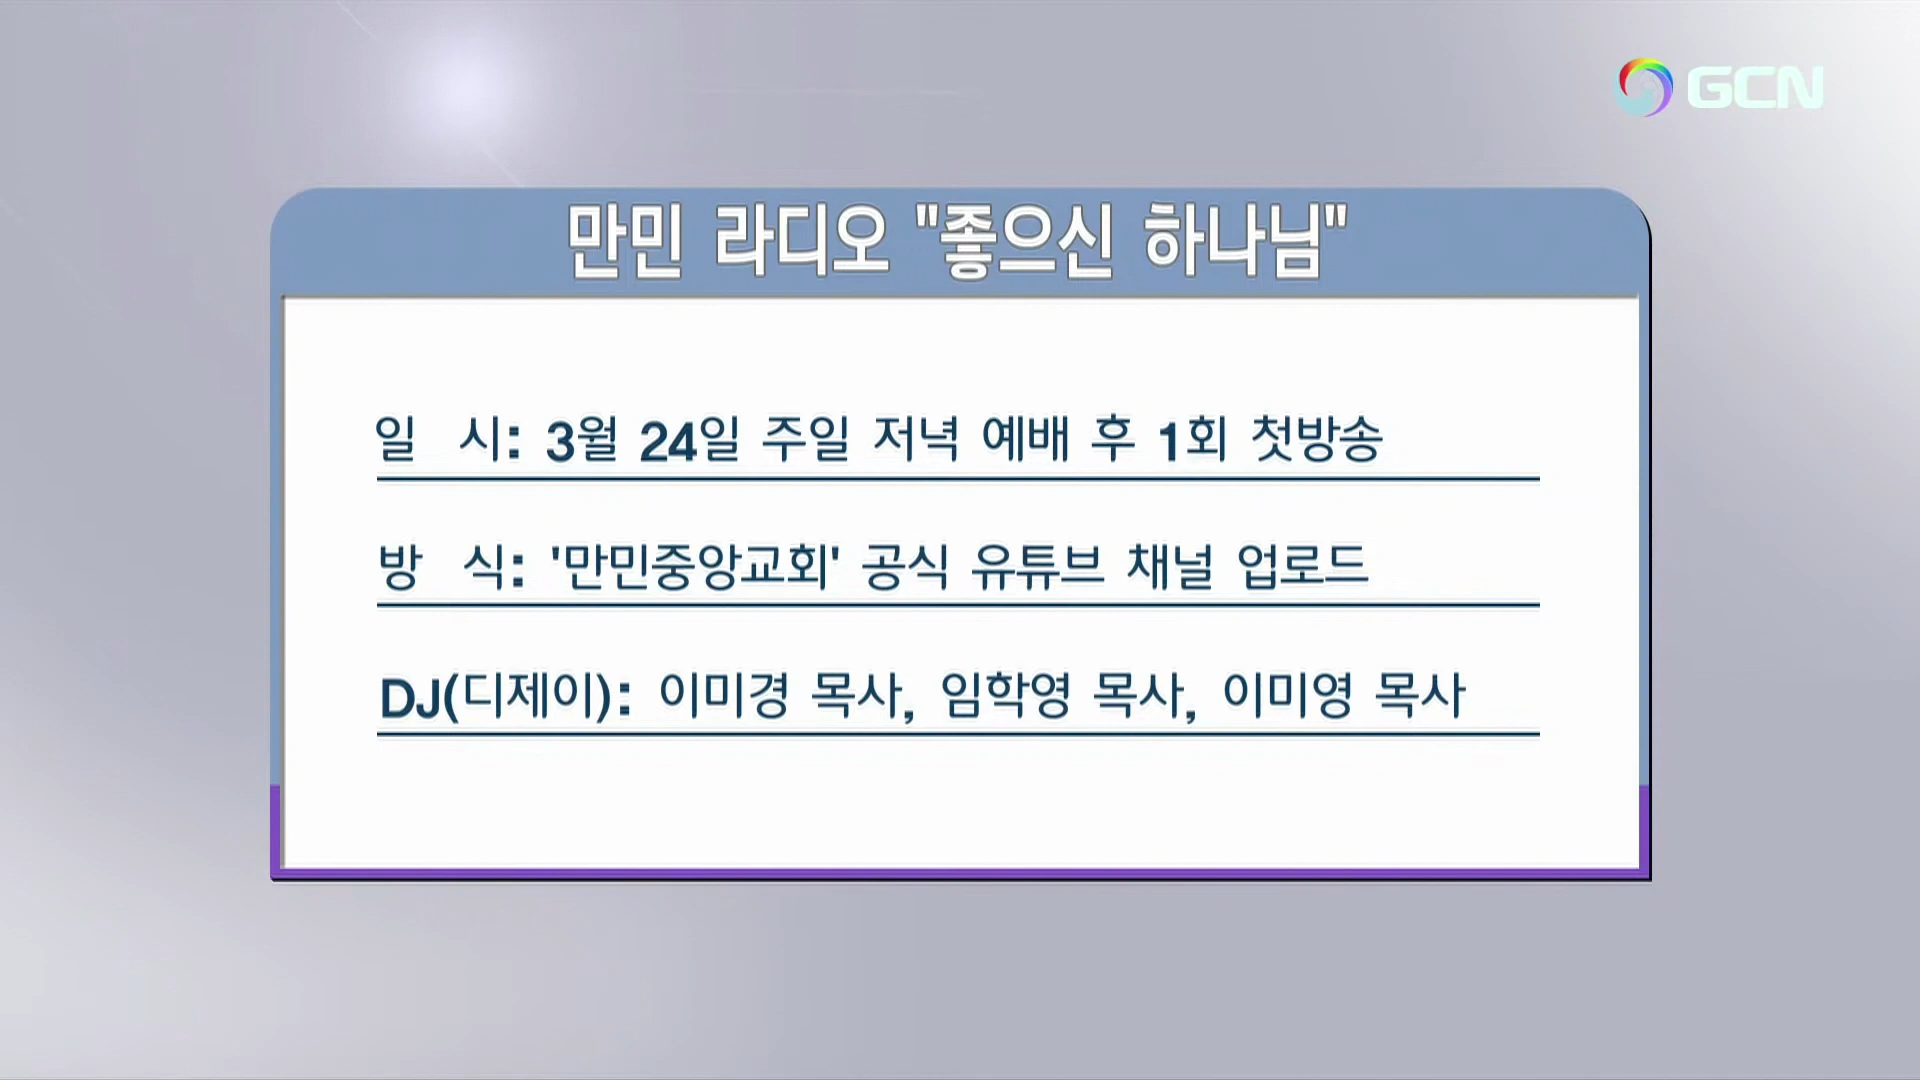 GCN
만민 라디오 "좋으신 하나님"
일 시: 3월 24일 주일 저녁 예배 후 1회 첫방송
방 식: '만민중앙교회' 공식 유튜브 채널 업로드
DJ(디제이): 이미경 목사, 임학영 목사, 이미영 목사